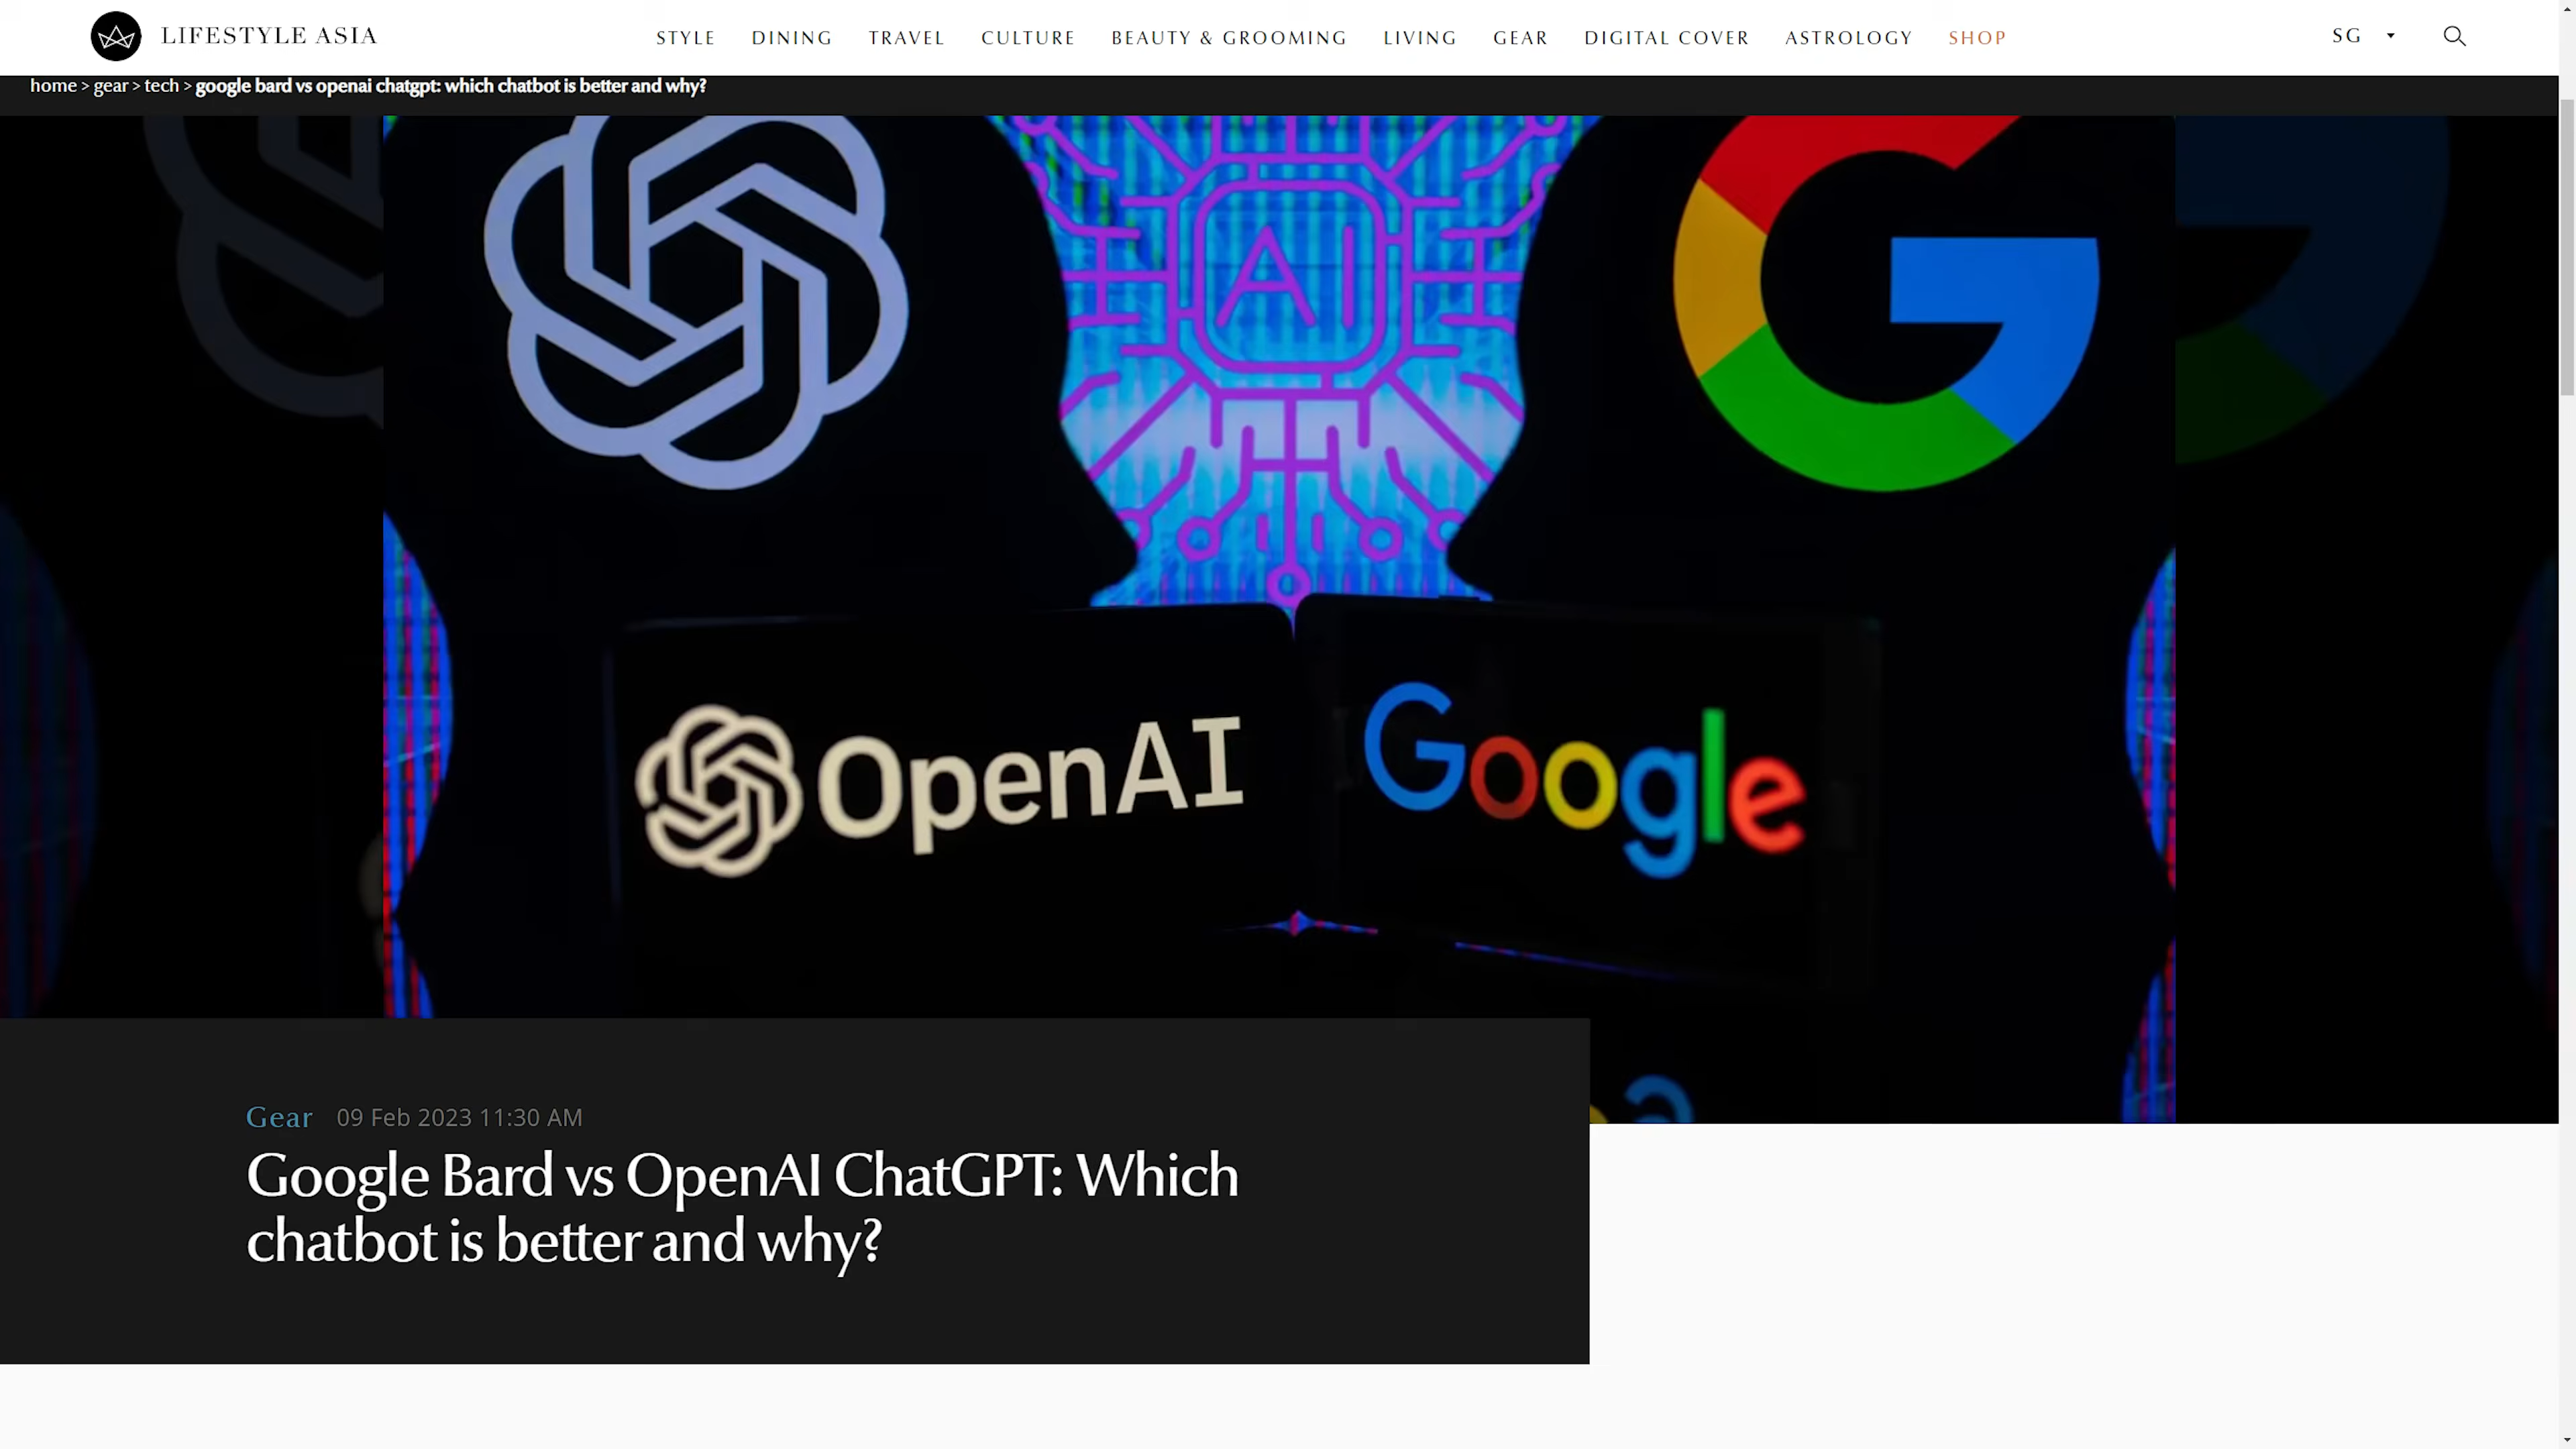 LIFESTYLE ASIA
STYLE DINING TRAVEL CULTURE BEAUTY & GROOMING LIVING GEAR DIGITAL COVER ASTROLOGY SHOP
SG
home > gear > tech > google bard vs openai chatgpt: which chatbot is better and why?
AI
OpenAI
Google
Gear 09 Feb 2023 11:30 AM
Google Bard vs OpenAI ChatGPT: Which
chatbot is better and why?